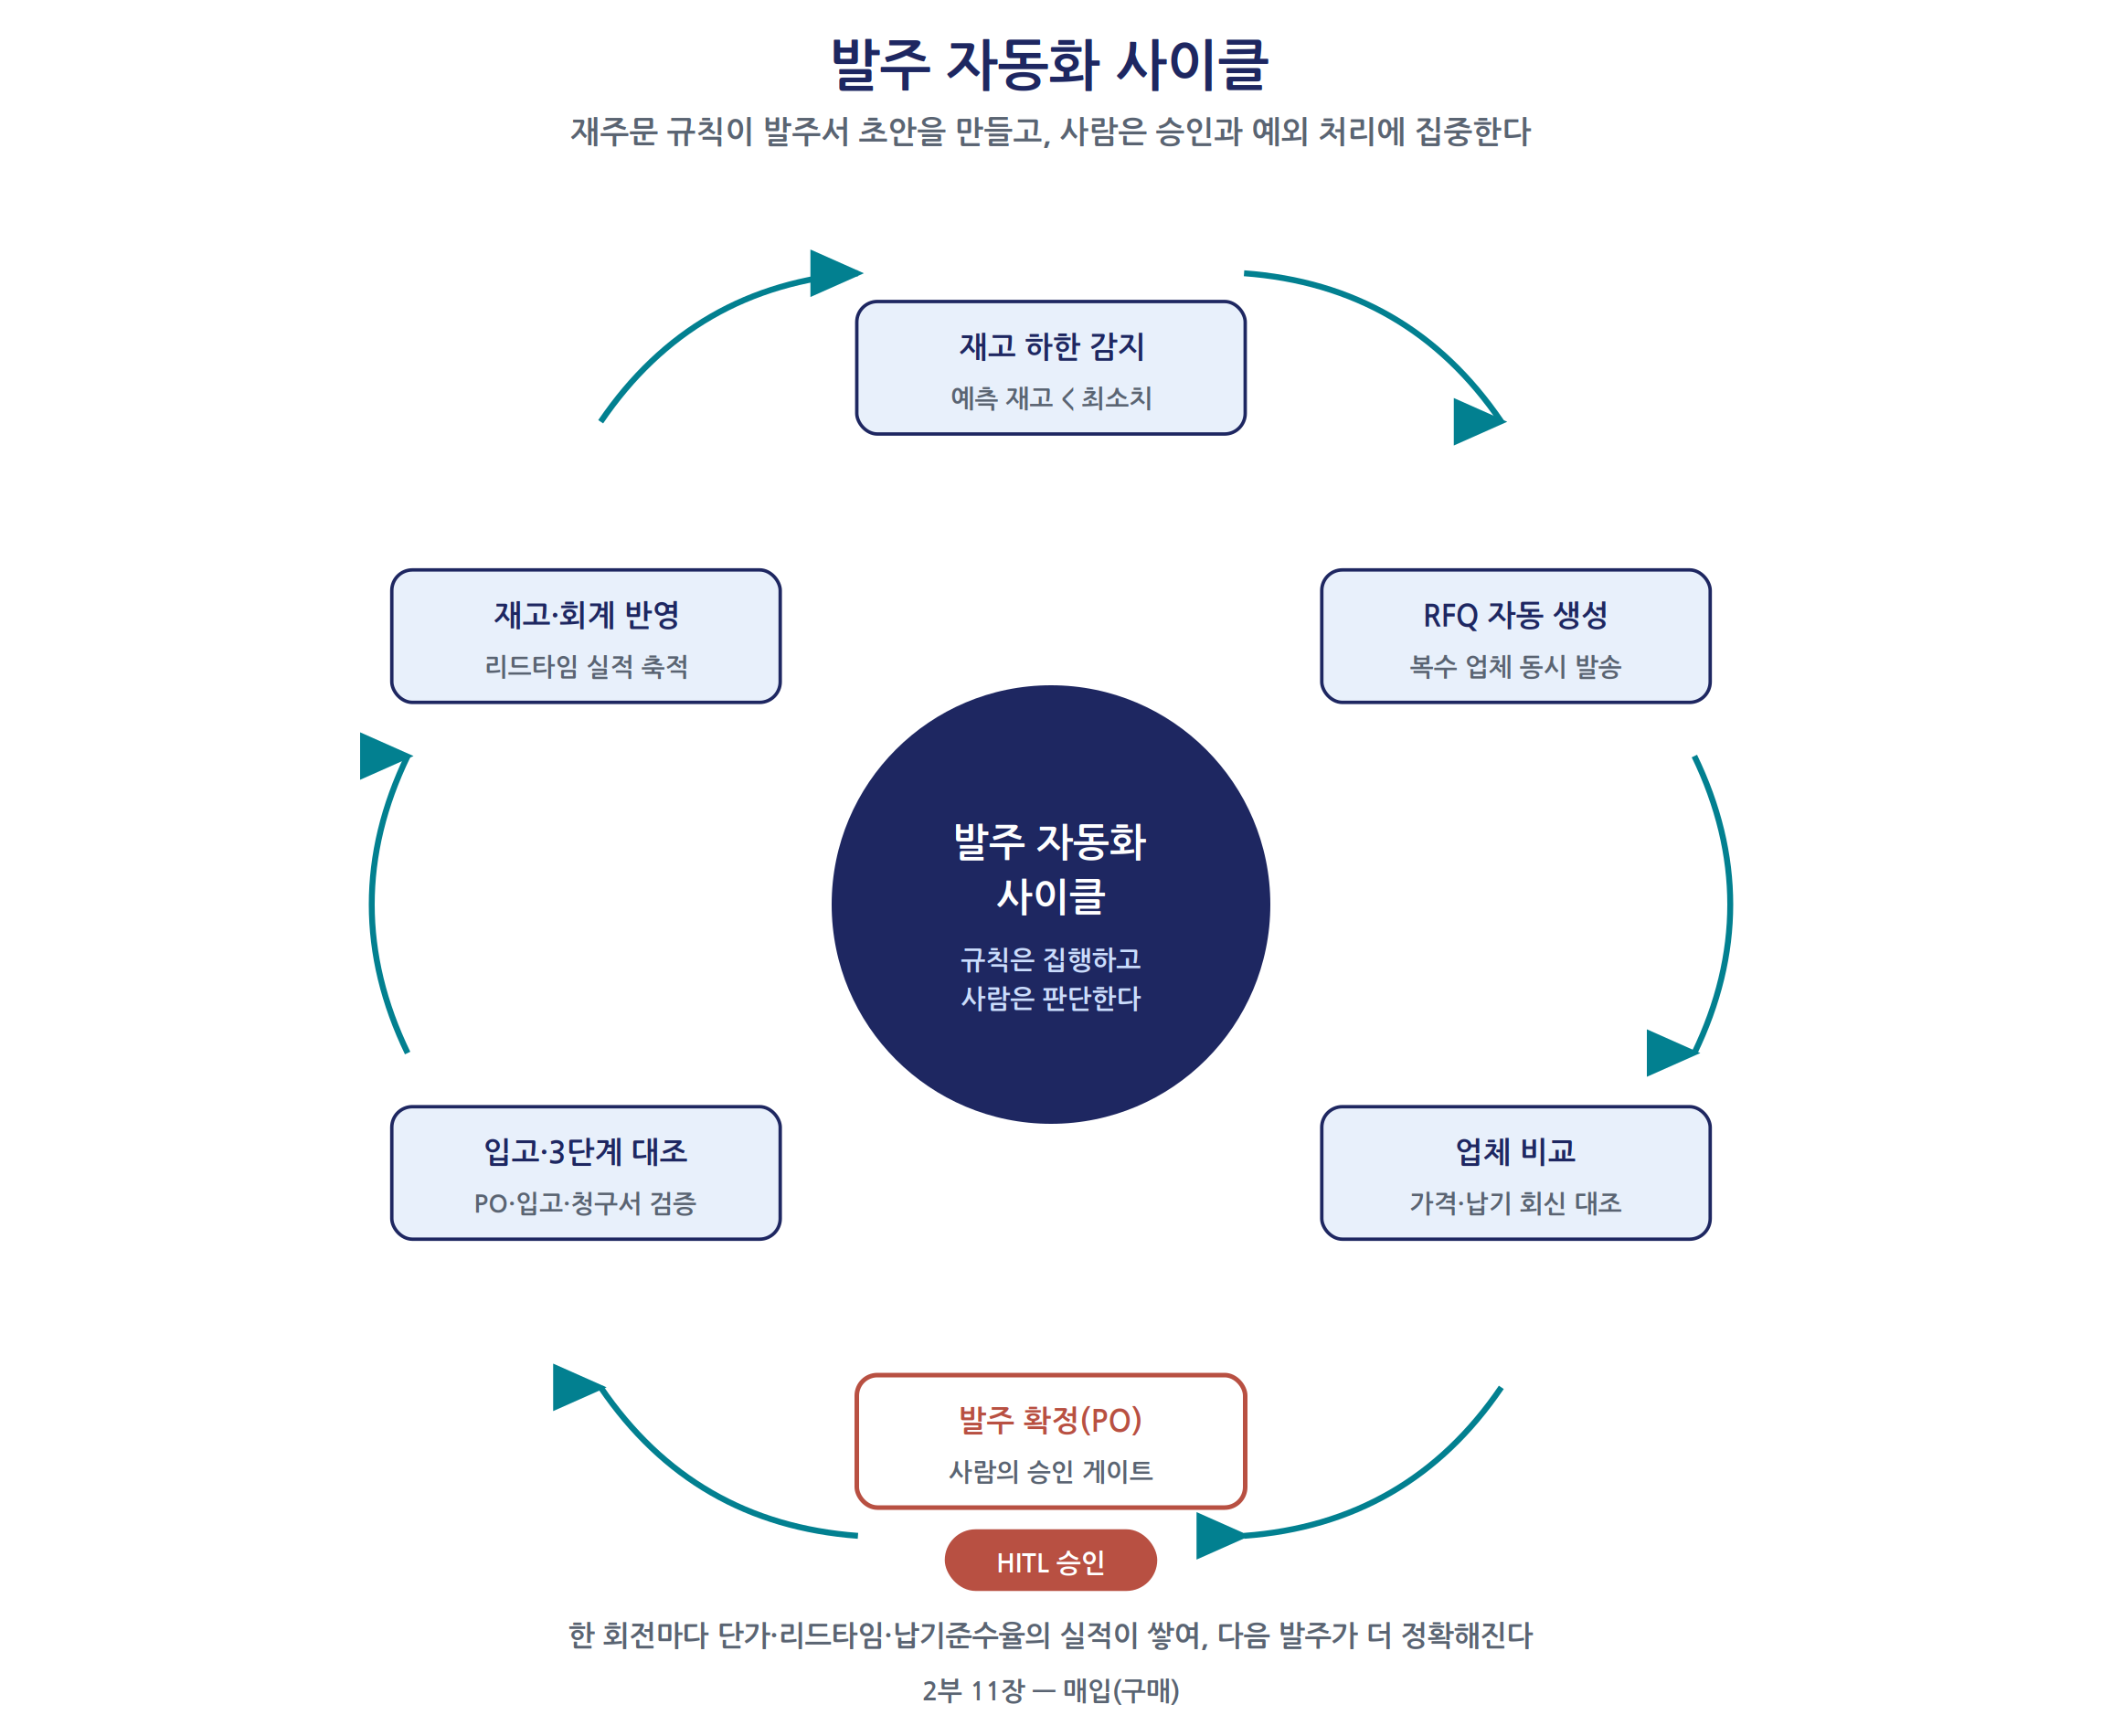 발주 자동화 사이클
재주문 규칙이 발주서 초안을 만들고, 사람은 승인과 예외 처리에 집중한다
재고 하한 감지
예측 재고 < 최소치
RFQ 자동 생성
복수 업체 동시 발송
업체 비교
가격·납기 회신 대조
발주 확정(PO)
사람의 승인 게이트
HITL 승인
입고·3단계 대조
PO·입고·청구서 검증
재고·회계 반영
리드타임 실적 축적
발주 자동화
사이클
규칙은 집행하고
사람은 판단한다
한 회전마다 단가·리드타임·납기준수율의 실적이 쌓여, 다음 발주가 더 정확해진다
2부 11장 — 매입(구매)